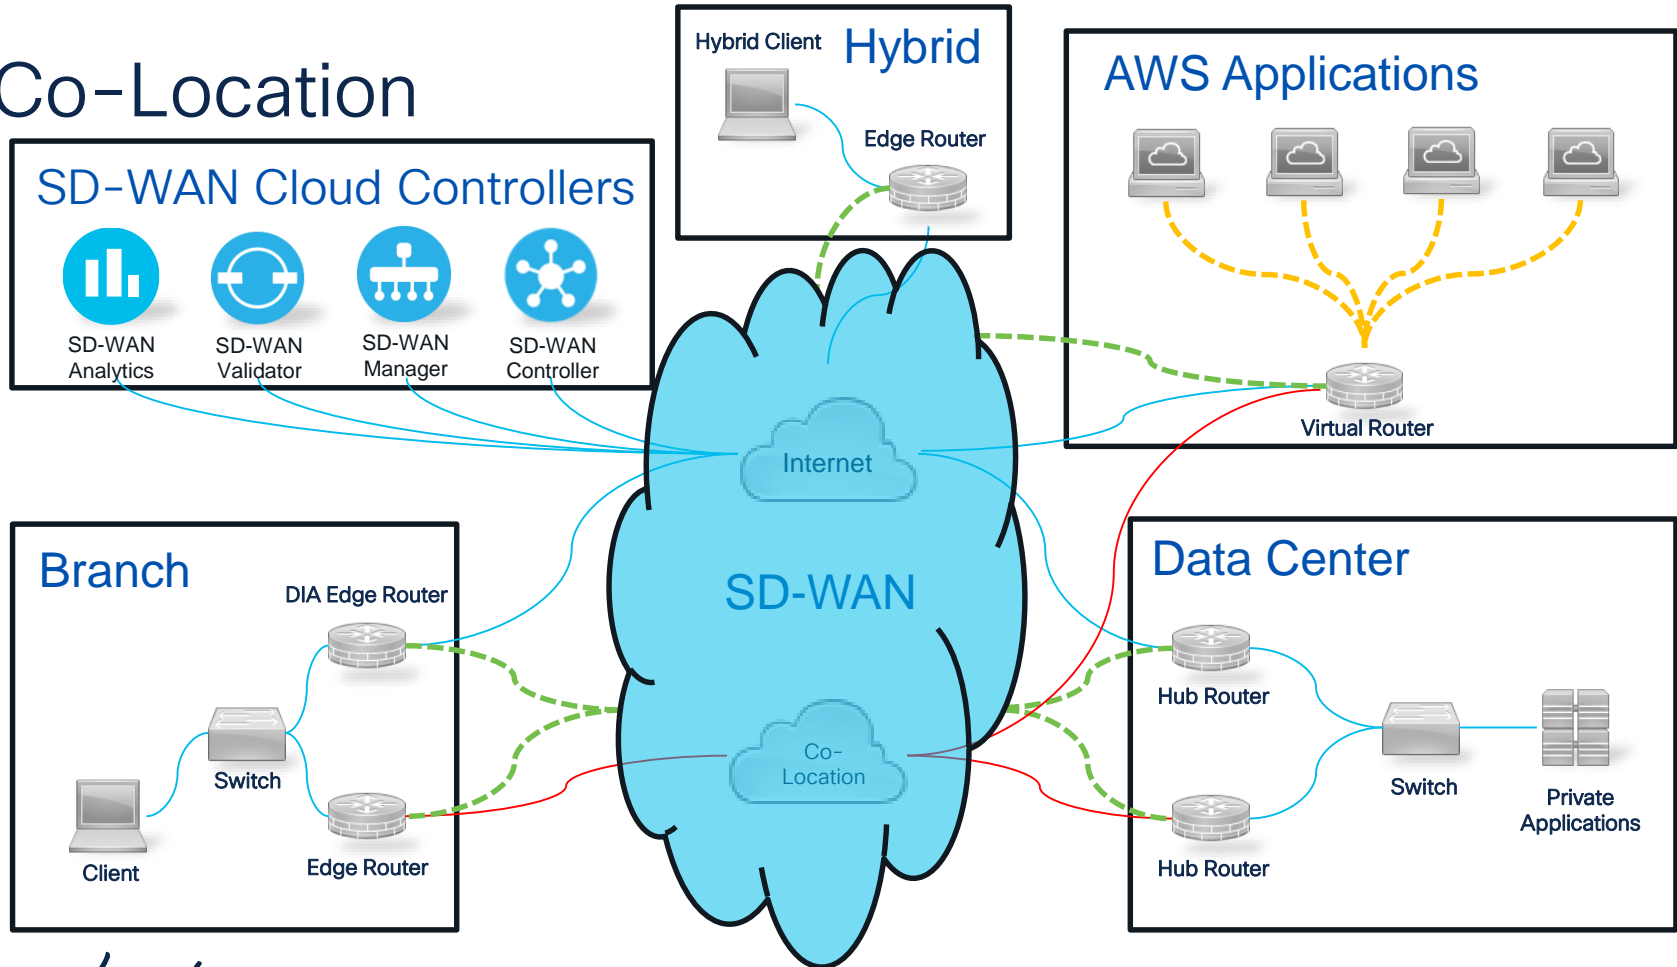 Co-Location
Hybrid Client
Hybrid
Edge Router
AWS Applications
Virtual Router
SD-WAN Cloud Controllers
SD-WAN
Analytics
SD-WAN
Validator
SD-WAN
Manager
SD-WAN
Controller
Internet
SD-WAN
Co-
Location
Branch
DIA Edge Router
Switch
Client
Edge Router
Data Center
Hub Router
Switch
Private
Applications
Hub Router